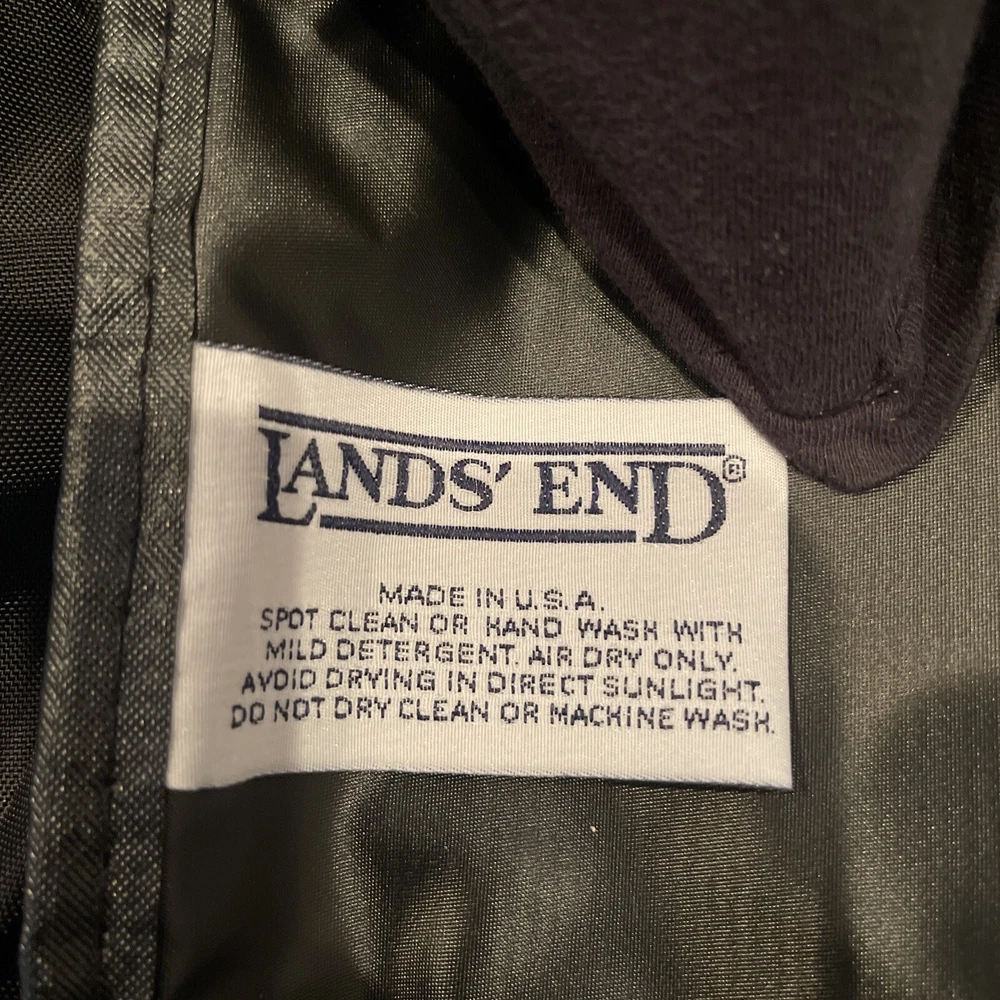 LANDS' END®
MADE IN U.S.A.
SPOT CLEAN OR HAND WASH WITH
MILD DETERGENT. AIR DRY ONLY.
AVOID DRYING IN DIRECT SUNLIGHT.
DO NOT DRY CLEAN OR MACHINE WASH.